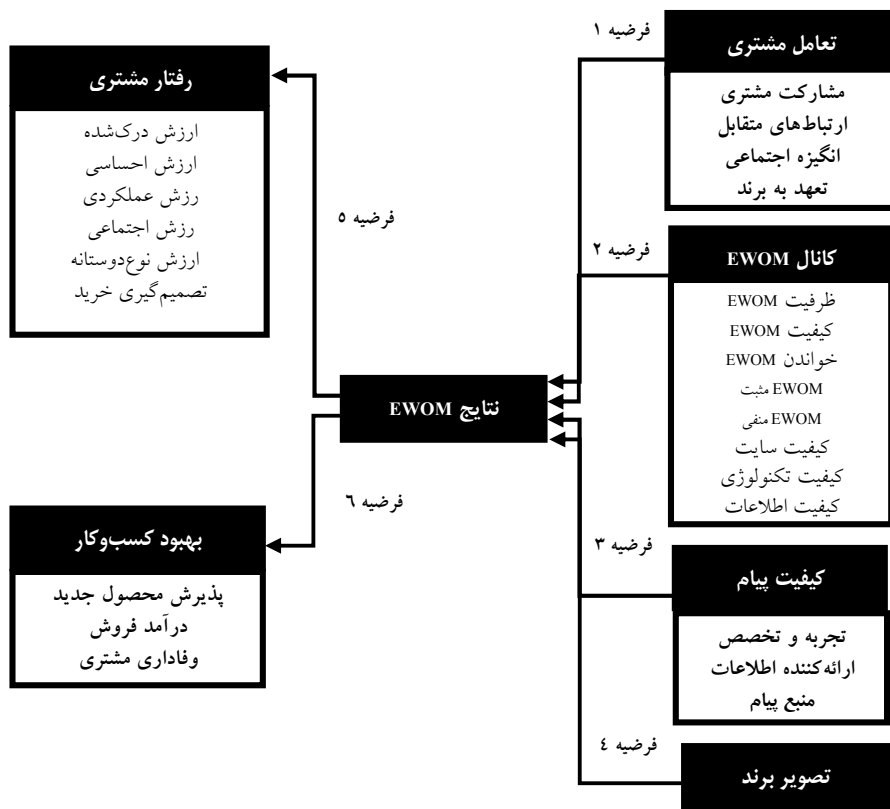 فرضیه ۱
تعامل مشتری
مشارکت مشتری
ارتباط‌های متقابل
انگیزه اجتماعی
تعهد به برند
فرضیه ۲
کانال EWOM
ظرفیت EWOM
کیفیت EWOM
خواندن EWOM
EWOM مثبت
EWOM منفی
کیفیت سایت
کیفیت تکنولوژی
کیفیت اطلاعات
فرضیه ۳
کیفیت پیام
تجربه و تخصص
ارائه‌کننده اطلاعات
منبع پیام
فرضیه ٤
تصویر برند
نتایج EWOM
فرضیه ٥
رفتار مشتری
ارزش درک‌شده
ارزش احساسی
رزش عملکردی
رزش اجتماعی
ارزش نوع‌دوستانه
تصمیم‌گیری خرید
فرضیه ٦
بهبود کسب‌وکار
پذیرش محصول جدید
درآمد فروش
وفاداری مشتری